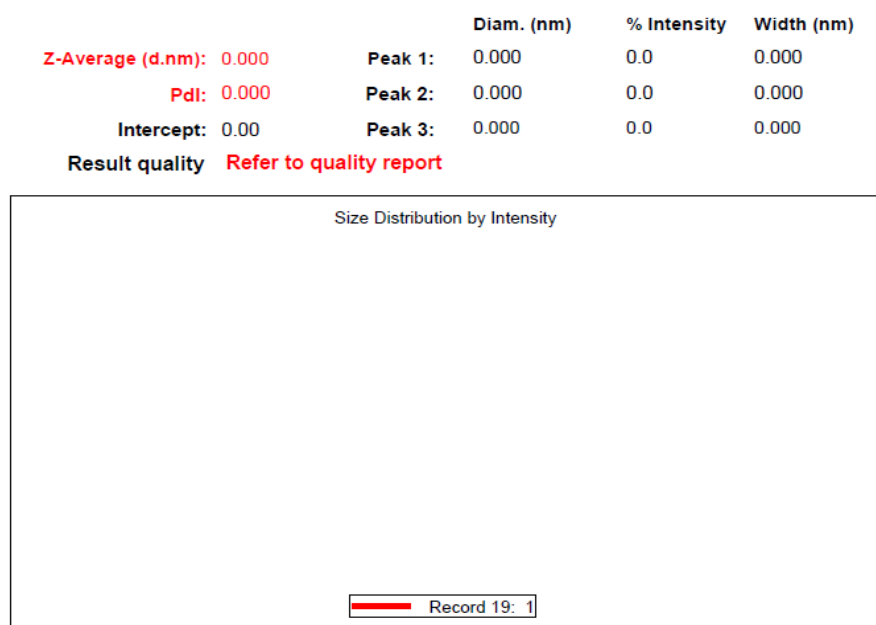 Diam. (nm) % Intensity Width (nm)
Z-Average (d.nm): 0.000 Peak 1: 0.000 0.0 0.000
PdI: 0.000 Peak 2: 0.000 0.0 0.000
Intercept: 0.00 Peak 3: 0.000 0.0 0.000
Result quality Refer to quality report
Size Distribution by Intensity
Record 19: 1